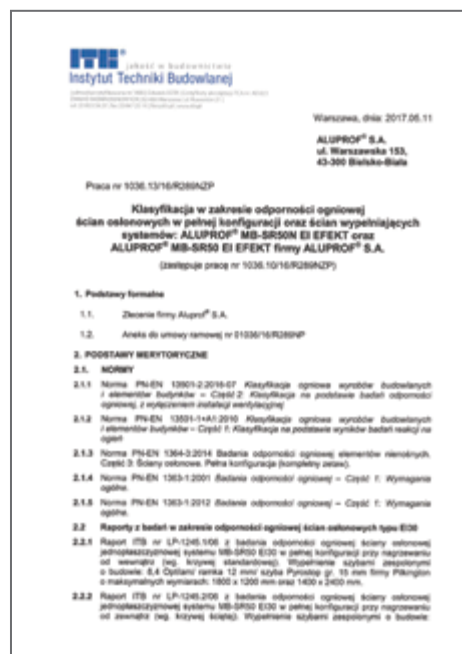 ITB
jakość w budownictwie
Instytut Techniki Budowlanej
Warszawa, dnia: 2017.05.11
ALUPROF® S.A.
ul. Warszawska 153,
43-300 Bielsko-Biała
Praca nr 1036.13/16/R289NZP
Klasyfikacja w zakresie odporności ogniowej
ścian osłonowych w pełnej konfiguracji oraz ścian wypełniających
systemów: ALUPROF® MB-SR50N EI EFEKT oraz
ALUPROF® MB-SR50 EI EFEKT firmy ALUPROF® S.A.
(zastępuje pracę nr 1036.10/16/R289NZP)
1. Podstawy formalne
1.1. Zlecenie firmy Aluprof® S.A.
1.2. Aneks do umowy ramowej nr 01036/16/R289NP
2. PODSTAWY MERYTORYCZNE
2.1. NORMY
2.1.1 Norma PN-EN 13501-2:2016-07 Klasyfikacja ogniowa wyrobów budowlanych
i elementów budynków – Część 2: Klasyfikacja na podstawie badań odporności
ogniowej, z wyłączeniem instalacji wentylacyjnej
2.1.2 Norma PN-EN 13501-1+A1:2010 Klasyfikacja ogniowa wyrobów budowlanych
i elementów budynków – Część 1: Klasyfikacja na podstawie wyników badań reakcji na
ogień
2.1.3 Norma PN-EN 1364-3:2014 Badania odporności ogniowej elementów nienośnych.
Część 3: Ściany osłonowe. Pełna konfiguracja (kompletny zestaw).
2.1.4 Norma PN-EN 1363-1:2001 Badania odporności ogniowej – Część 1: Wymagania
ogólne.
2.1.5 Norma PN-EN 1363-1:2012 Badania odporności ogniowej – Część 1: Wymagania
ogólne.
2.2 Raporty z badań w zakresie odporności ogniowej ścian osłonowych typu EI30
2.2.1 Raport ITB nr LP-1245.1/06 z badania odporności ogniowej ściany osłonowej
jednopłaszczyznowej systemu MB-SR50 EI30 w pełnej konfiguracji przy nagrzewaniu
od wewnątrz (wg. krzywej standardowej). Wypełnienie szybami zespolonymi
o budowie: 6,4 Optilam/ ramka 12 mm/ szyba Pyrostop gr. 15 mm firmy Pilkington
o maksymalnych wymiarach: 1800 x 1200 mm oraz 1400 x 2400 mm.
2.2.2 Raport ITB nr LP-1245.2/06 z badania odporności ogniowej ściany osłonowej
jednopłaszczyznowej systemu MB-SR50 EI30 w pełnej konfiguracji przy nagrzewaniu
od zewnątrz (wg. krzywej ściętej). Wypełnienie szybami zespolonymi o budowie: